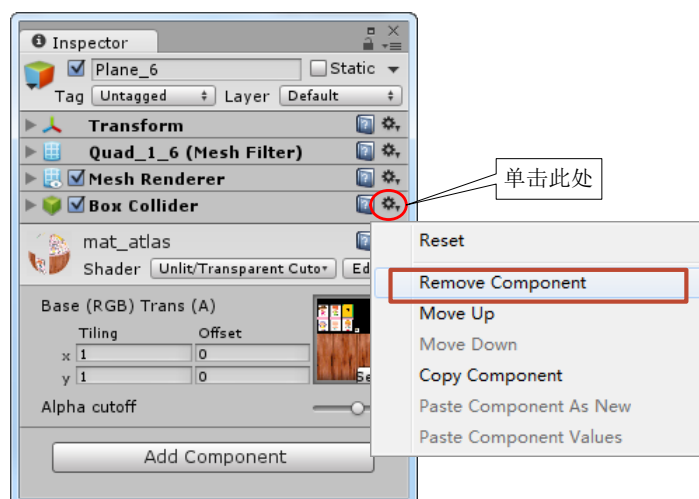 Inspector
Plane_6 Static
Tag Untagged Layer Default
Transform
Quad_1_6 (Mesh Filter)
Mesh Renderer
Box Collider
单击此处
mat_atlas
Shader Unlit/Transparent Cuto Ed
Base (RGB) Trans (A)
Tiling Offset
x 1 0
y 1 0
Se
Alpha cutoff
Add Component
Reset
Remove Component
Move Up
Move Down
Copy Component
Paste Component As New
Paste Component Values